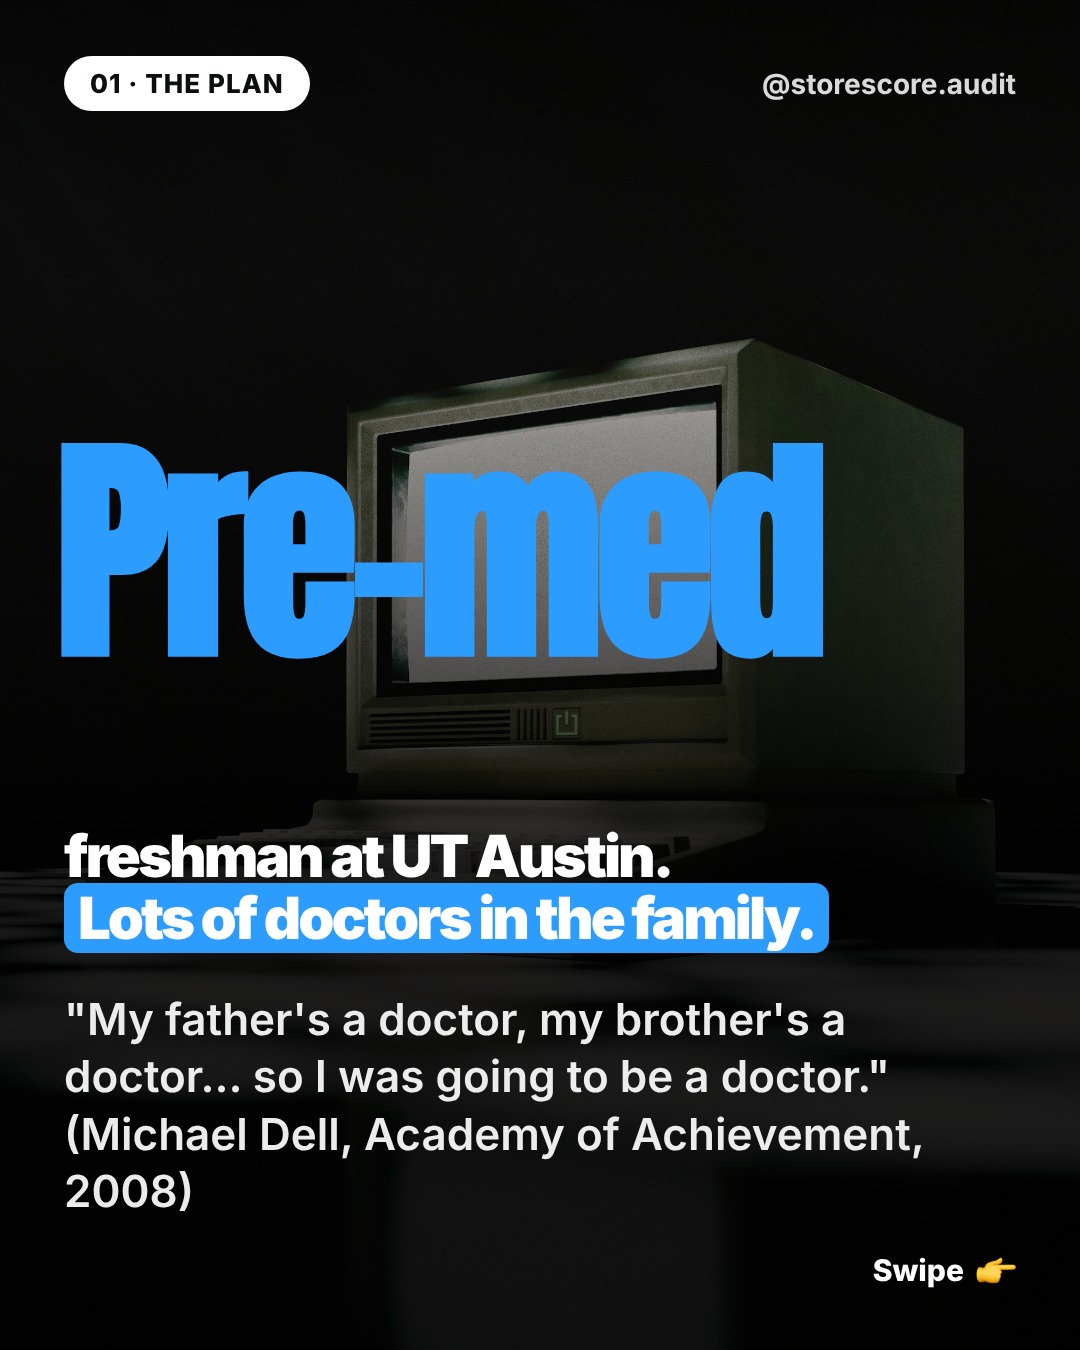 01 · THE PLAN
@storescore.audit
Pre-med
freshman at UT Austin.
Lots of doctors in the family.
"My father's a doctor, my brother's a
doctor... so I was going to be a doctor."
(Michael Dell, Academy of Achievement,
2008)
Swipe 👉